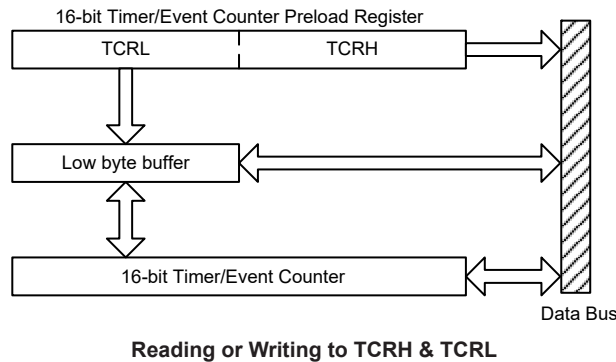 16-bit Timer/Event Counter Preload Register
TCRL TCRH
Low byte buffer
16-bit Timer/Event Counter
Data Bus
Reading or Writing to TCRH & TCRL